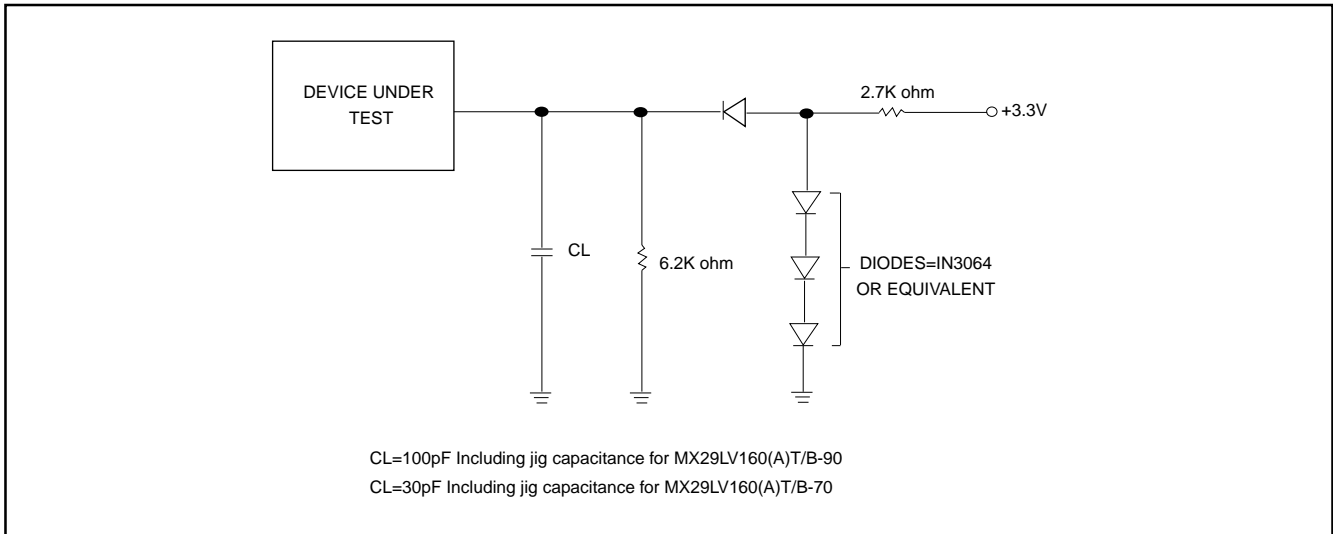 DEVICE UNDER
TEST
2.7K ohm
+3.3V
CL
6.2K ohm
DIODES=IN3064
OR EQUIVALENT
CL=100pF Including jig capacitance for MX29LV160(A)T/B-90
CL=30pF Including jig capacitance for MX29LV160(A)T/B-70